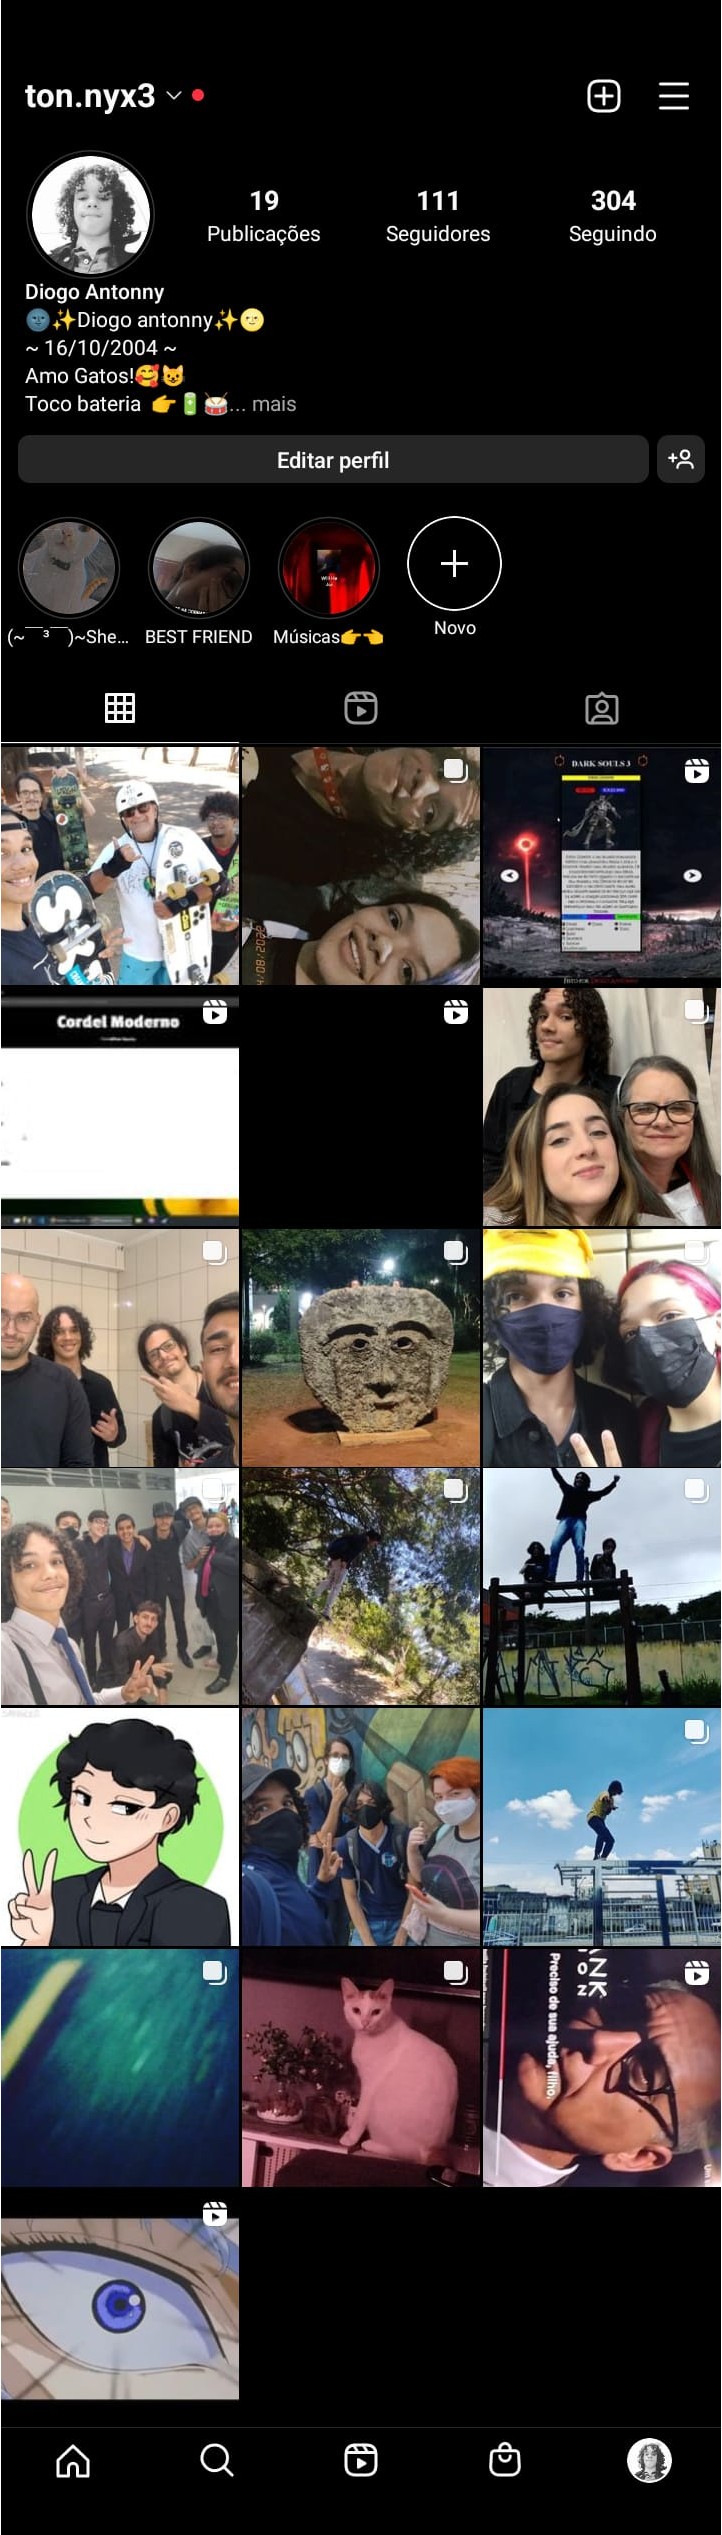 ton.nyx3
19
111
304
Publicações
Seguidores
Seguindo
Diogo Antonny
🌚✨Diogo antonny✨🌝
~ 16/10/2004 ~
Amo Gatos!🥰😺
Toco bateria 👉🔋🥁... mais
Editar perfil
(~￣³￣)~She...
BEST FRIEND
Músicas👉👈
Novo
DARK SOULS 3
Cordel Moderno
Preciso de sua ajuda, filho.